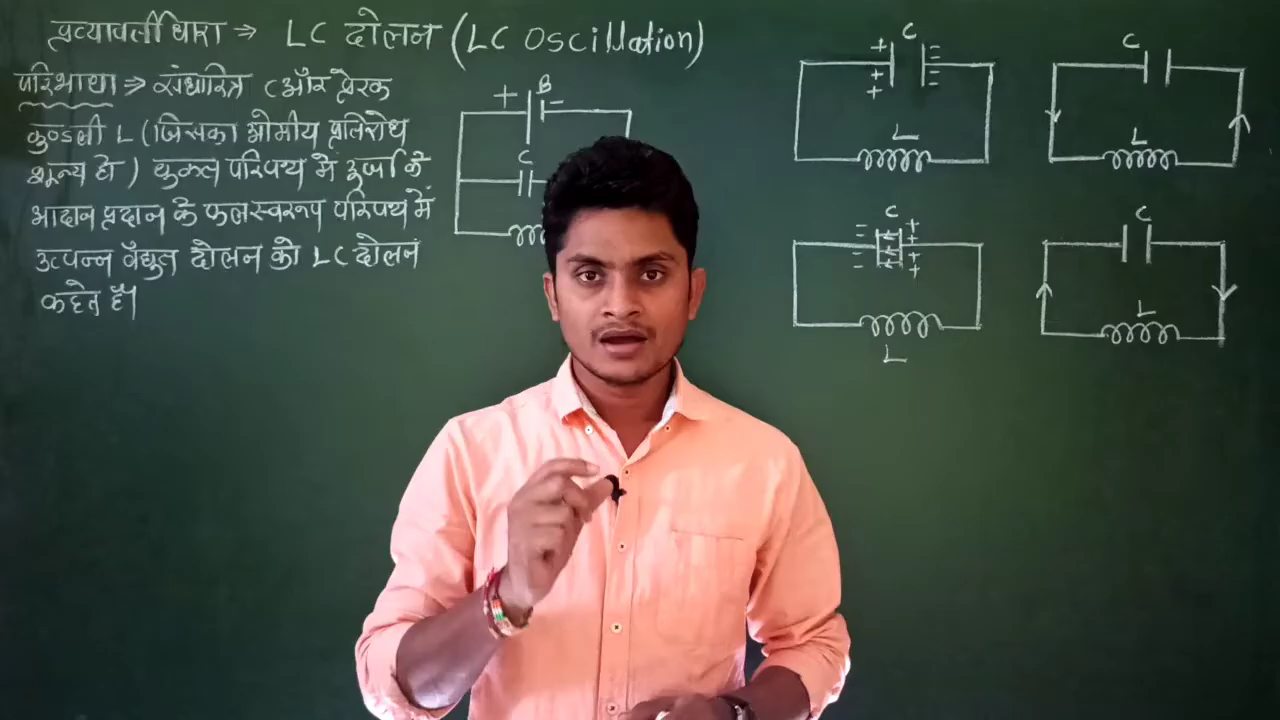 प्रत्यावर्ती धारा ⇒ LC दोलन (LC Oscillation)
परिभाषा ⇒ संधारित्र C और प्रेरक
कुण्डली L (जिसका ओमीय प्रतिरोध
शून्य हो) युक्त परिपथ में ऊर्जा के
आदान प्रदान के फलस्वरूप परिपथ में
उत्पन्न वैद्युत दोलन को LC दोलन
कहते हैं।
+ B -
C
C
+ + +
- - -
L
C
L
C
- -
+ + + +
L
C
L